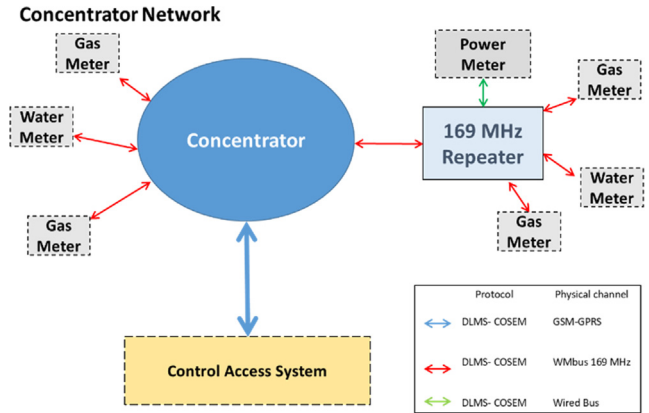 Concentrator Network
Gas
Meter
Water
Meter
Gas
Meter
Concentrator
Power
Meter
169 MHz
Repeater
Gas
Meter
Water
Meter
Gas
Meter
Control Access System
Protocol Physical channel
DLMS- COSEM GSM-GPRS
DLMS- COSEM WMbus 169 MHz
DLMS- COSEM Wired Bus